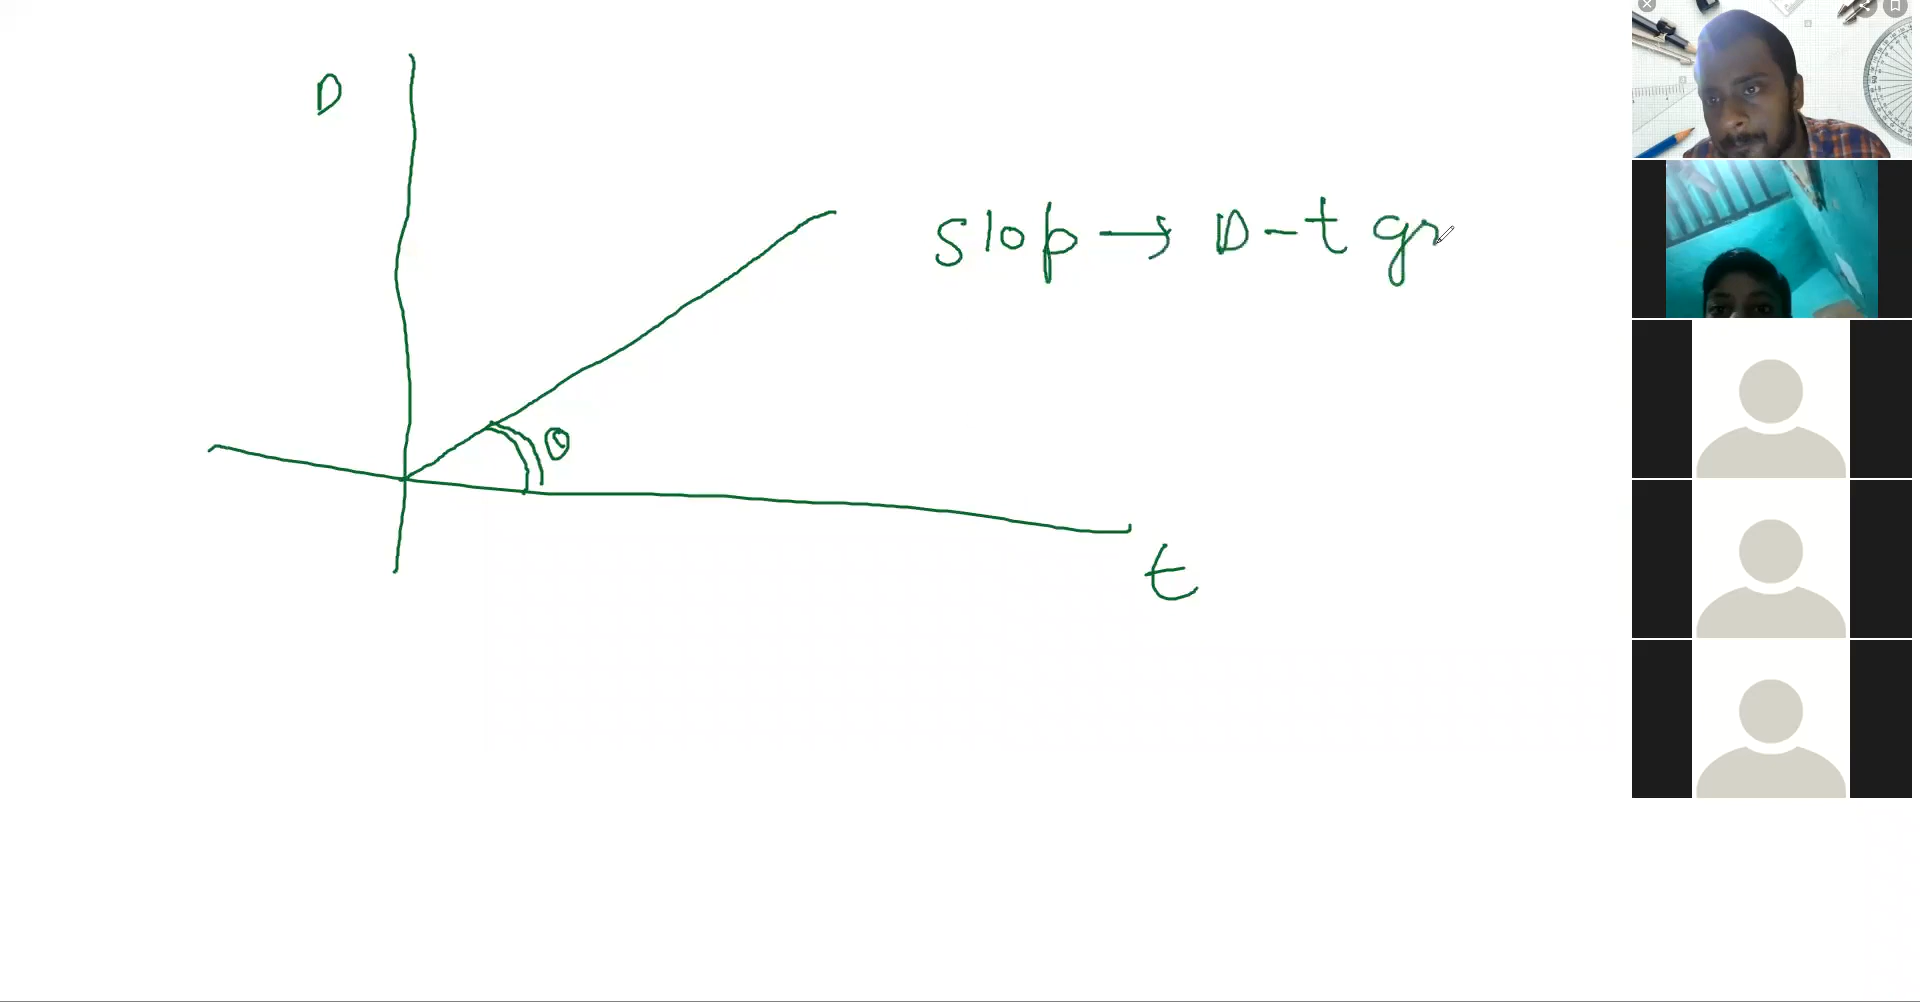 D
slop → D-t gr
θ
t